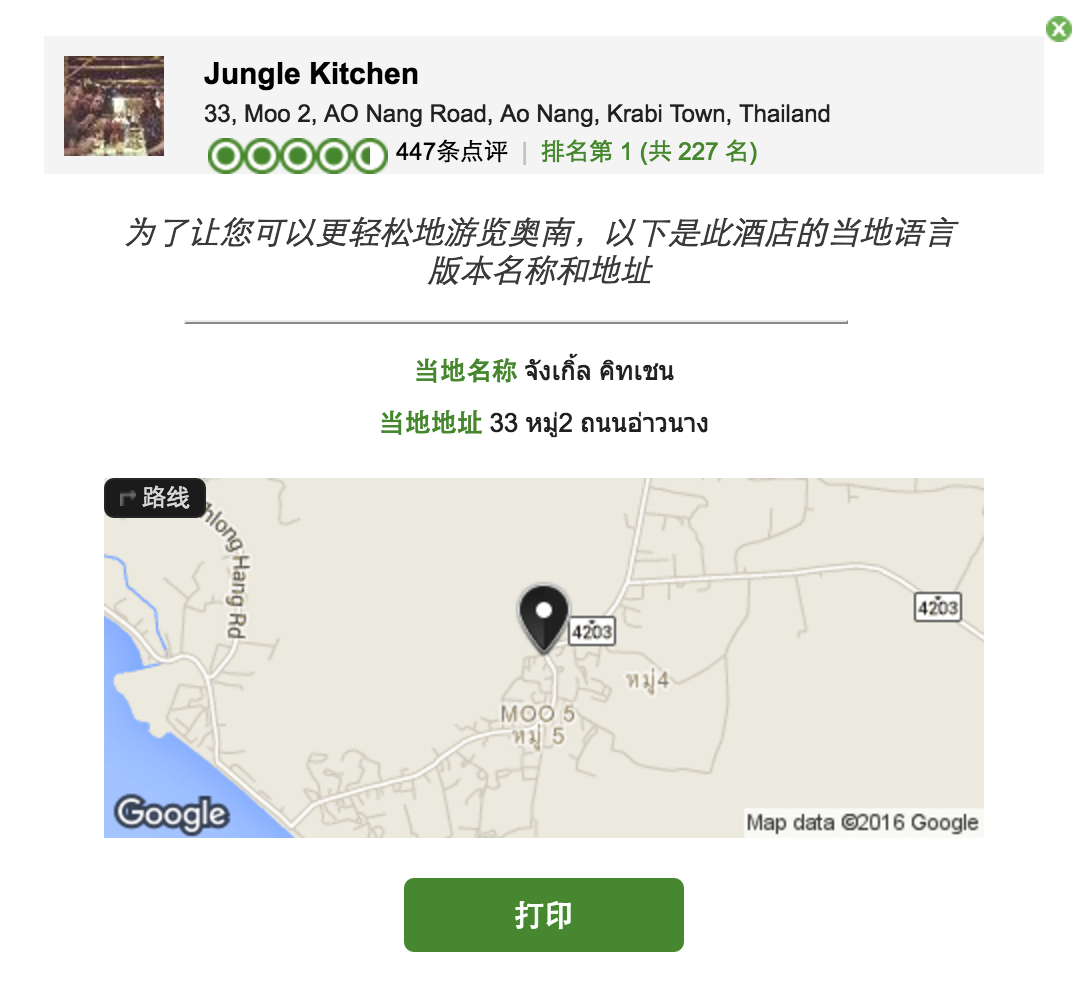 Jungle Kitchen
33, Moo 2, AO Nang Road, Ao Nang, Krabi Town, Thailand
447条点评 | 排名第 1 (共 227 名)
为了让您可以更轻松地游览奥南，以下是此酒店的当地语言
版本名称和地址
当地名称 จังเกิ้ล คิทเชน
当地地址 33 หมู่2 ถนนอ่าวนาง
路线
hlong Hang Rd
4203
4203
หมู่4
MOO 5
หมู่ 5
Google
Map data ©2016 Google
打印